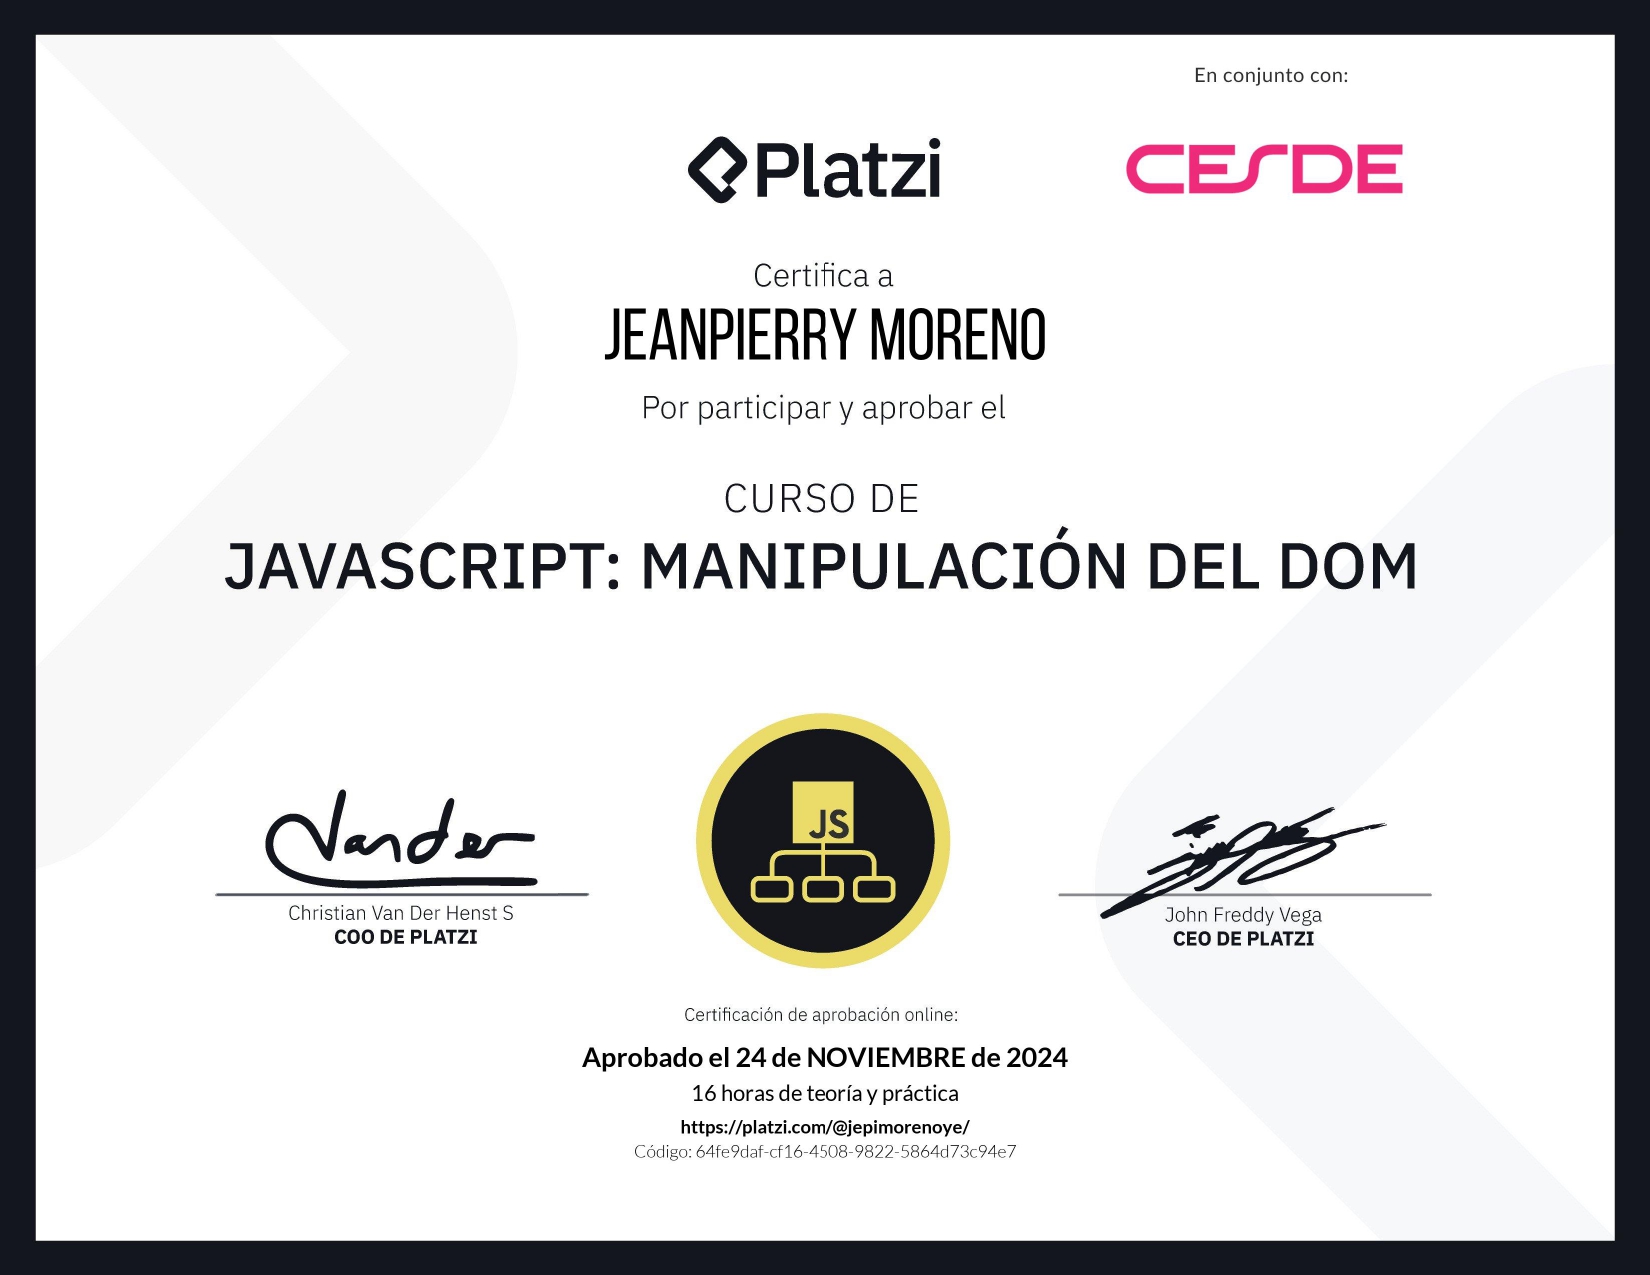 En conjunto con:
Platzi
CESDE
Certifica a
JEANPIERRY MORENO
Por participar y aprobar el
CURSO DE
JAVASCRIPT: MANIPULACIÓN DEL DOM
JS
Vander
Christian Van Der Henst S
COO DE PLATZI
John Freddy Vega
CEO DE PLATZI
Certificación de aprobación online:
Aprobado el 24 de NOVIEMBRE de 2024
16 horas de teoría y práctica
https://platzi.com/@jepimorenoye/
Código: 64fe9daf-cf16-4508-9822-5864d73c94e7